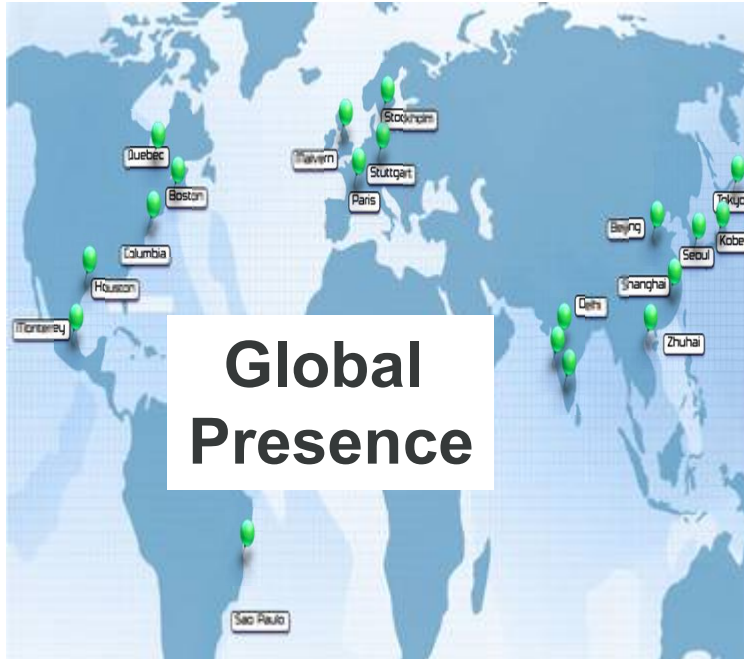 Stockholm
Quebec
Malvern
Stuttgart
Boston
Paris
Tokyo
Beijing
Kobe
Columbia
Seoul
Houston
Shanghai
Delhi
Monterrey
Zhuhai
Global
Presence
Sao Paulo